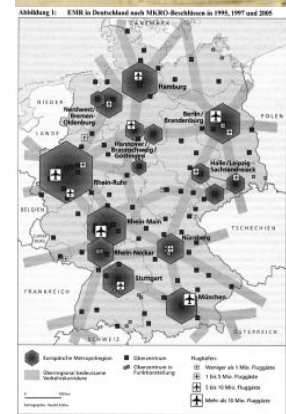 Abbildung 1: EMR in Deutschland nach MKRO-Beschlüssen in 1995, 1997 und 2005
DÄNEMARK
Hamburg
NIEDER-
LANDE
Nordwest/
Bremen-
Oldenburg
Berlin/
Brandenburg
POLEN
Hannover/
Braunschweig/
Göttingen
Halle/Leipzig-
Sachsendreieck
Rhein-Ruhr
BELGIEN
Rhein-Main
TSCHECHIEN
Rhein-Neckar
Nürnberg
FRANKREICH
Stuttgart
München
SCHWEIZ
ÖSTERREICH
Europäische Metropolregion
Überregional bedeutsame
Verkehrskorridore
Oberzentrum
Oberzentrum in
Funktionsteilung
Flughäfen:
Weniger als 1 Mio. Fluggäste
1 bis 5 Mio. Fluggäste
5 bis 10 Mio. Fluggäste
Mehr als 10 Mio. Fluggäste